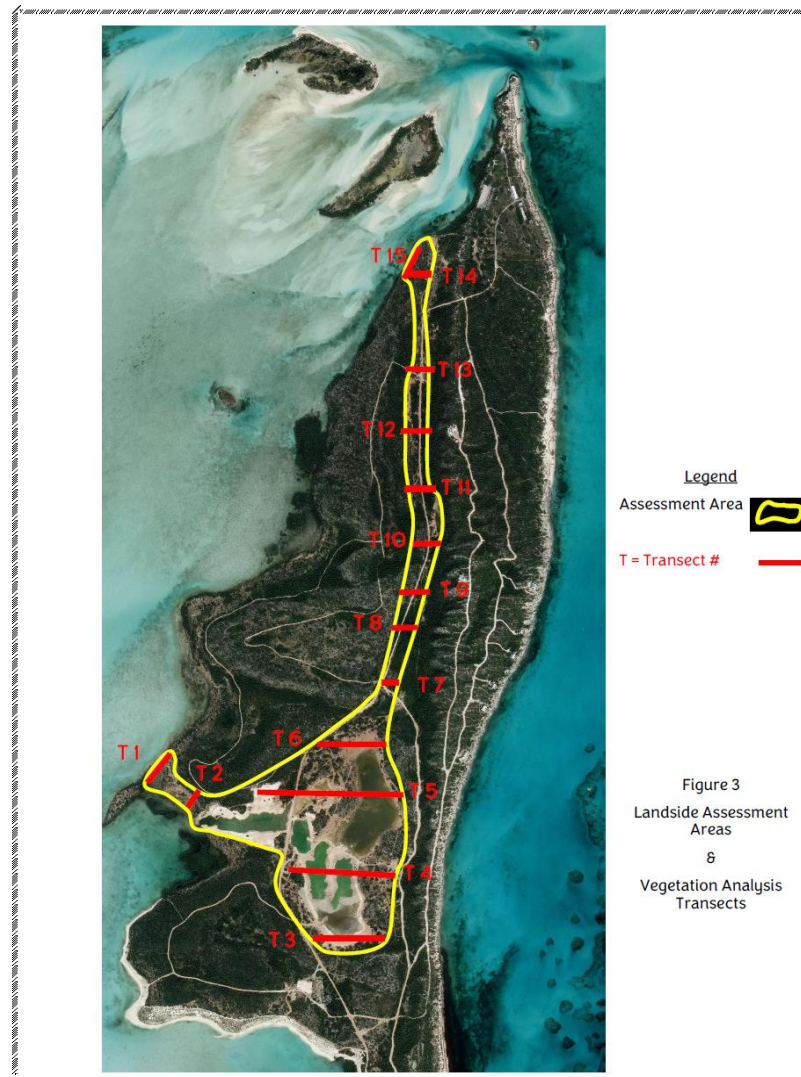 T 15
T 14
T 13
T 12
T 11
T 10
T 9
T 8
T 7
T 6
T 1
T 2
T 5
T 4
T 3
Legend
Assessment Area
T = Transect #
Figure 3
Landside Assessment
Areas
&
Vegetation Analysis
Transects